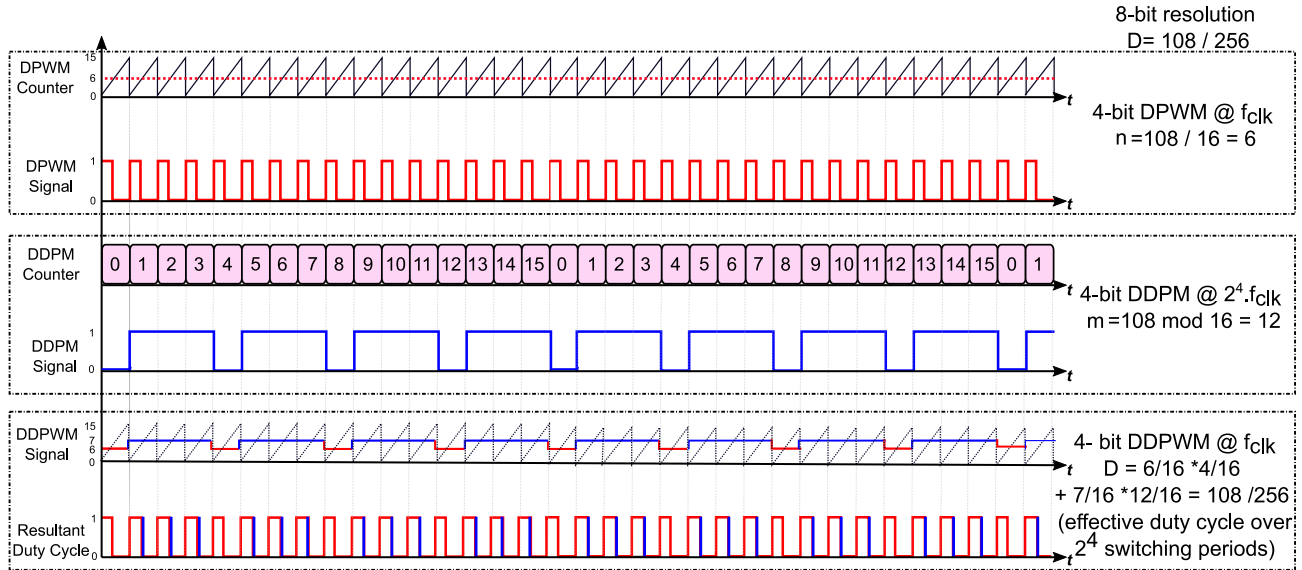 8-bit resolution
D= 108 / 256
DPWM
Counter
15
6
0
t
4-bit DPWM @ fclk
n =108 / 16 = 6
DPWM
Signal
1
0
t
DDPM
Counter
0 1 2 3 4 5 6 7 8 9 10 11 12 13 14 15 0 1 2 3 4 5 6 7 8 9 10 11 12 13 14 15 0 1
t
4-bit DDPM @ 2⁴.fclk
m =108 mod 16 = 12
DDPM
Signal
1
0
t
DDPWM
Signal
15
7
6
0
t
4- bit DDPWM @ fclk
D = 6/16 *4/16
+ 7/16 *12/16 = 108 /256
(effective duty cycle over
2⁴ switching periods)
Resultant
Duty Cycle
1
0
t